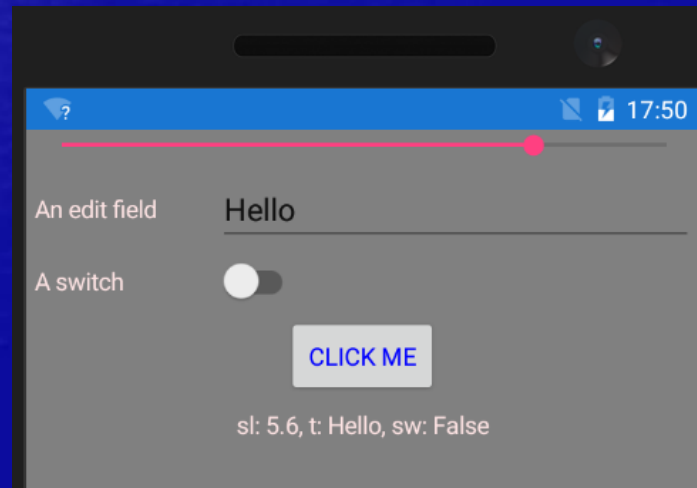 ? 17:50
An edit field Hello
A switch
CLICK ME
sl: 5.6, t: Hello, sw: False